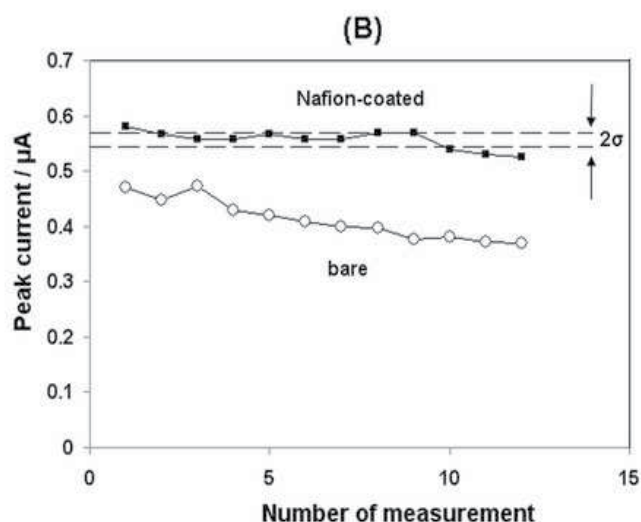 (B)
0.7
0.6
0.5
0.4
0.3
0.2
0.1
0
Peak current / µA
Nafion-coated
2σ
bare
0
5
10
15
Number of measurement